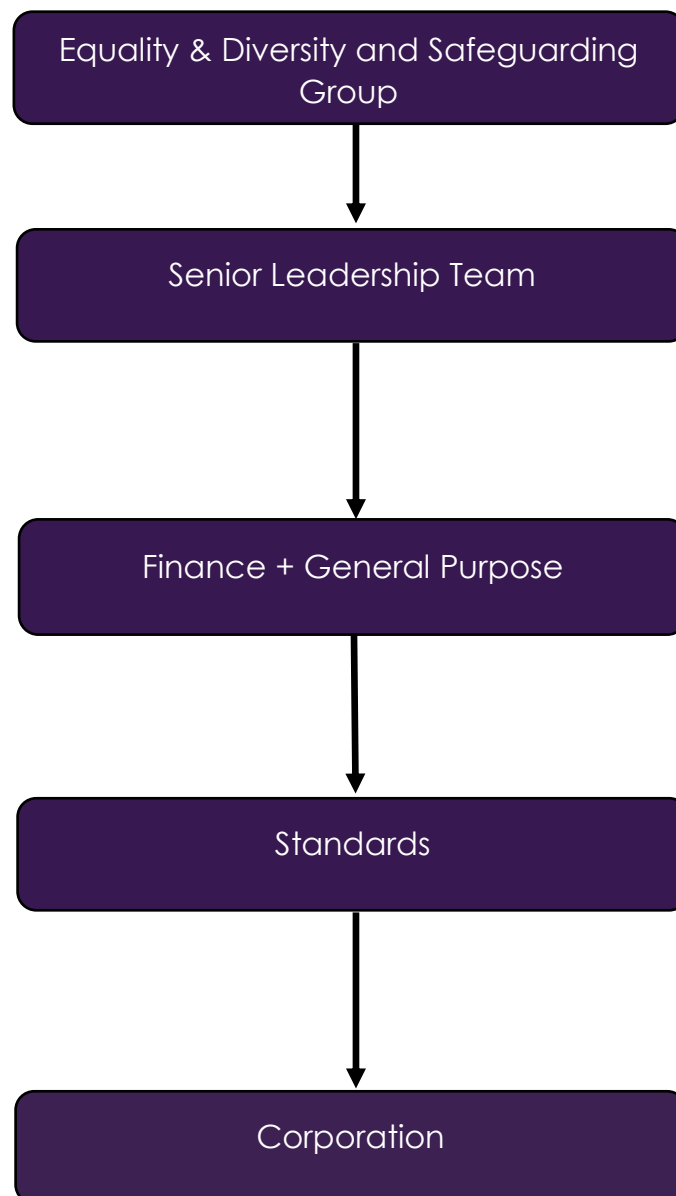 Equality & Diversity and Safeguarding
Group
Senior Leadership Team
Finance + General Purpose
Standards
Corporation